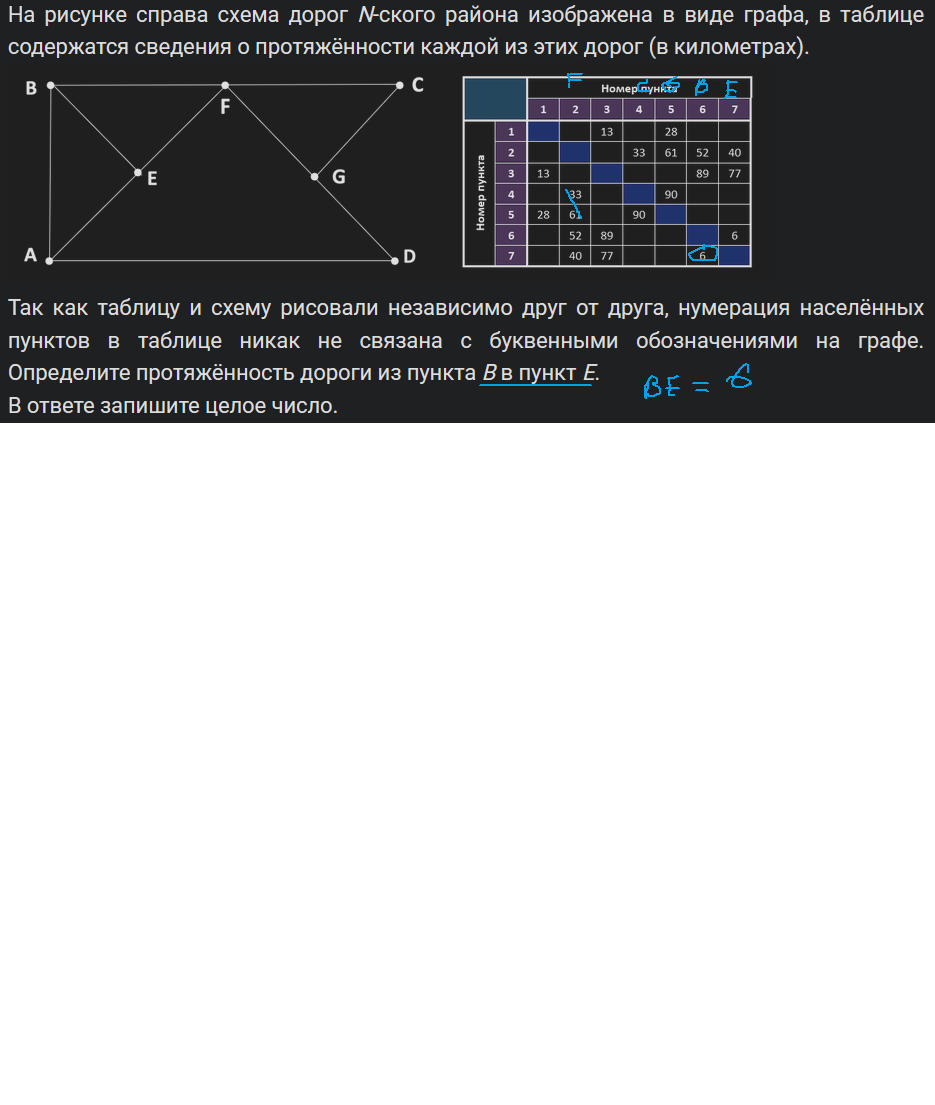 На рисунке справа схема дорог N-ского района изображена в виде графа, в таблице
содержатся сведения о протяжённости каждой из этих дорог (в километрах).
B
F
C
E
G
A
D
F C G B E
Номер пункта
1 2 3 4 5 6 7
Номер пункта
1 13 28
2 33 61 52 40
3 13 89 77
4 33 90
5 28 61 90
6 52 89 6
7 40 77 6
Так как таблицу и схему рисовали независимо друг от друга, нумерация населённых
пунктов в таблице никак не связана с буквенными обозначениями на графе.
Определите протяжённость дороги из пункта B в пункт E.
BE = 6
В ответе запишите целое число.